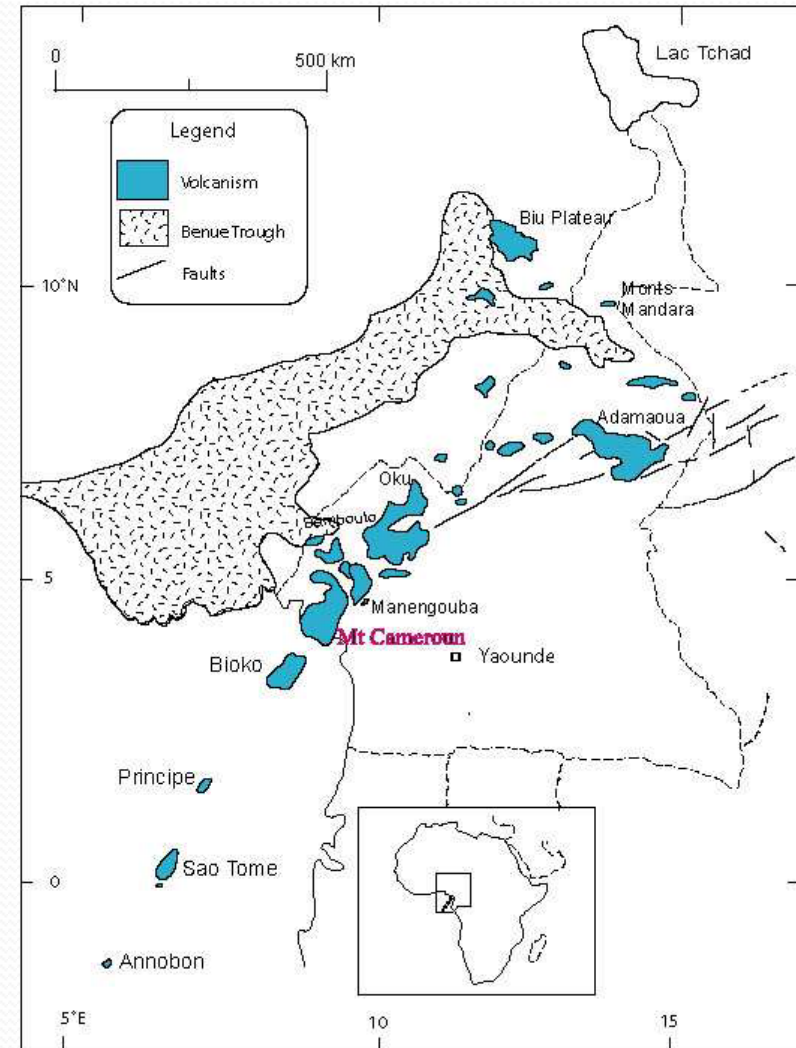 0
500 km
Lac Tchad
Legend
Volcanism
Benue Trough
Faults
Biu Plateau
10°N
Monts
Mandara
Adamaoua
Oku
Bambouto
5
Manengouba
Mt Cameroun
Yaounde
Bioko
Principe
Sao Tome
0
Annobon
5°E
10
15